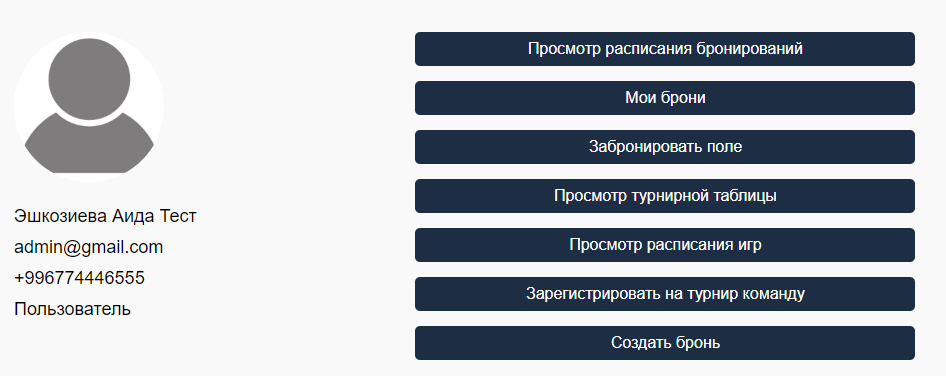 Эшкозиева Аида Тест
admin@gmail.com
+996774446555
Пользователь
Просмотр расписания бронирований
Мои брони
Забронировать поле
Просмотр турнирной таблицы
Просмотр расписания игр
Зарегистрировать на турнир команду
Создать бронь